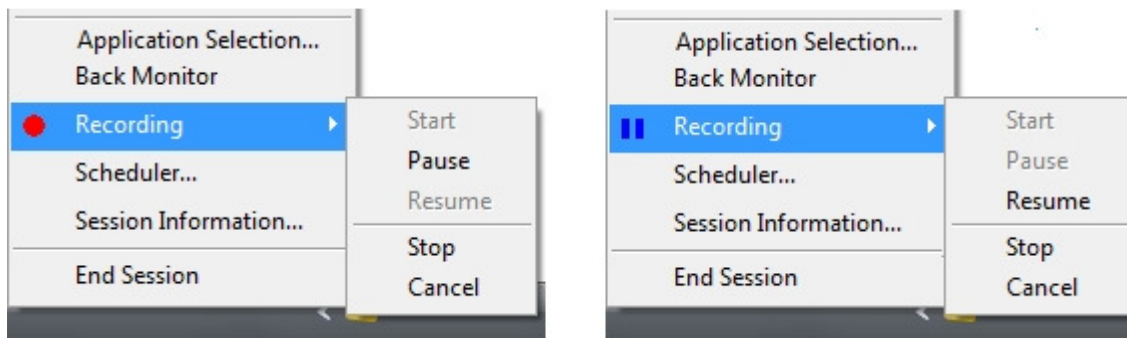 Application Selection...
Back Monitor
Recording
Scheduler...
Session Information...
End Session
Start
Pause
Resume
Stop
Cancel
Application Selection...
Back Monitor
Recording
Scheduler...
Session Information...
End Session
Start
Pause
Resume
Stop
Cancel